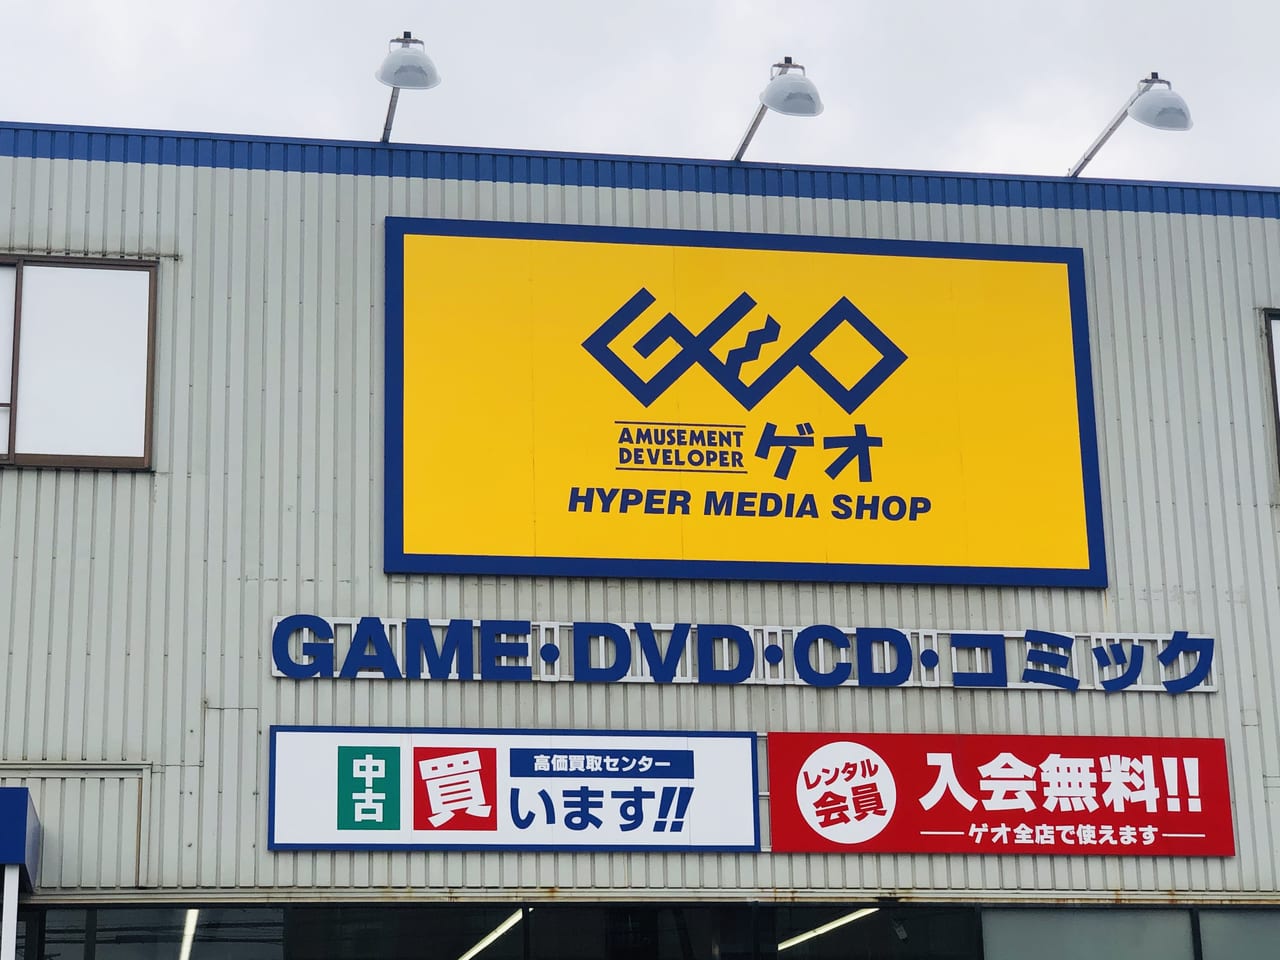 GEO
AMUSEMENT
DEVELOPER
ゲオ
HYPER MEDIA SHOP
GAME・DVD・CD・コミック
中古
買
高価買取センター
います!!
レンタル
会員
入会無料!!
ゲオ全店で使えます